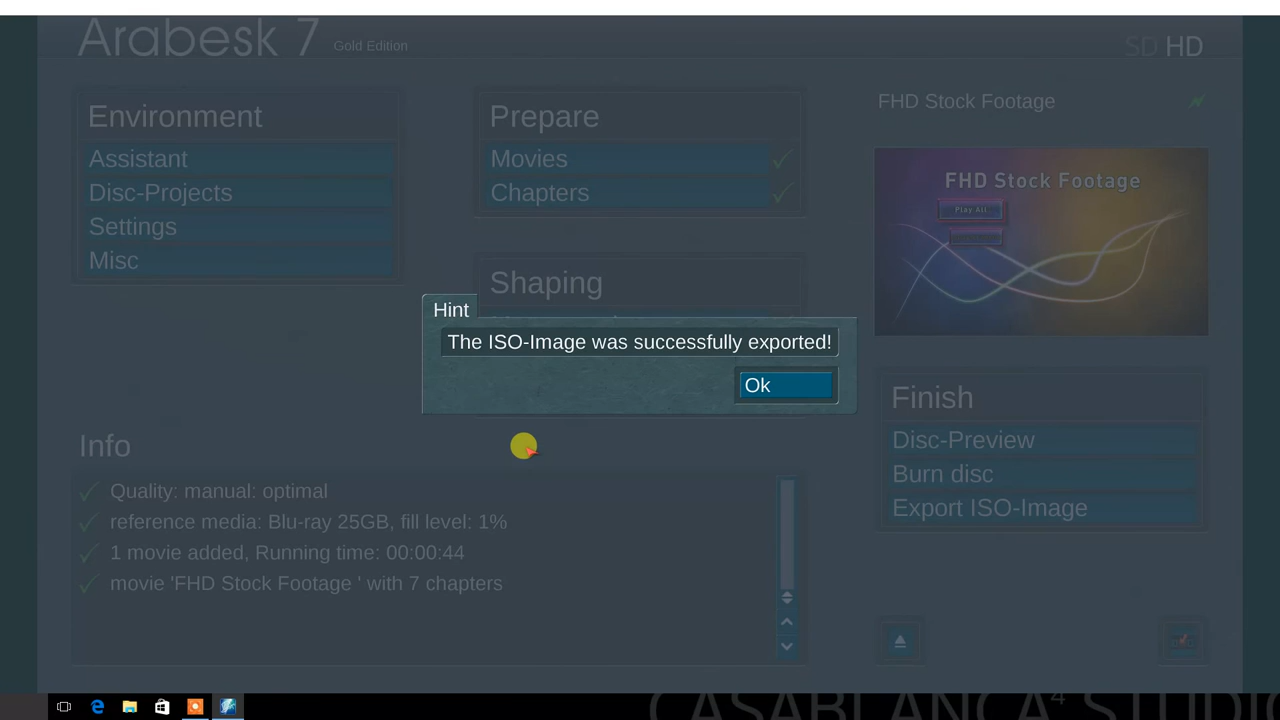 Arabesk 7 Gold Edition
SD HD
Environment
Assistant
Disc-Projects
Settings
Misc
Prepare
Movies
Chapters
Shaping
FHD Stock Footage
FHD Stock Footage
Play All
Hint
The ISO-Image was successfully exported!
Ok
Finish
Disc-Preview
Burn disc
Export ISO-Image
Info
Quality: manual: optimal
reference media: Blu-ray 25GB, fill level: 1%
1 movie added, Running time: 00:00:44
movie 'FHD Stock Footage ' with 7 chapters
CASABLANCA4 STUDI